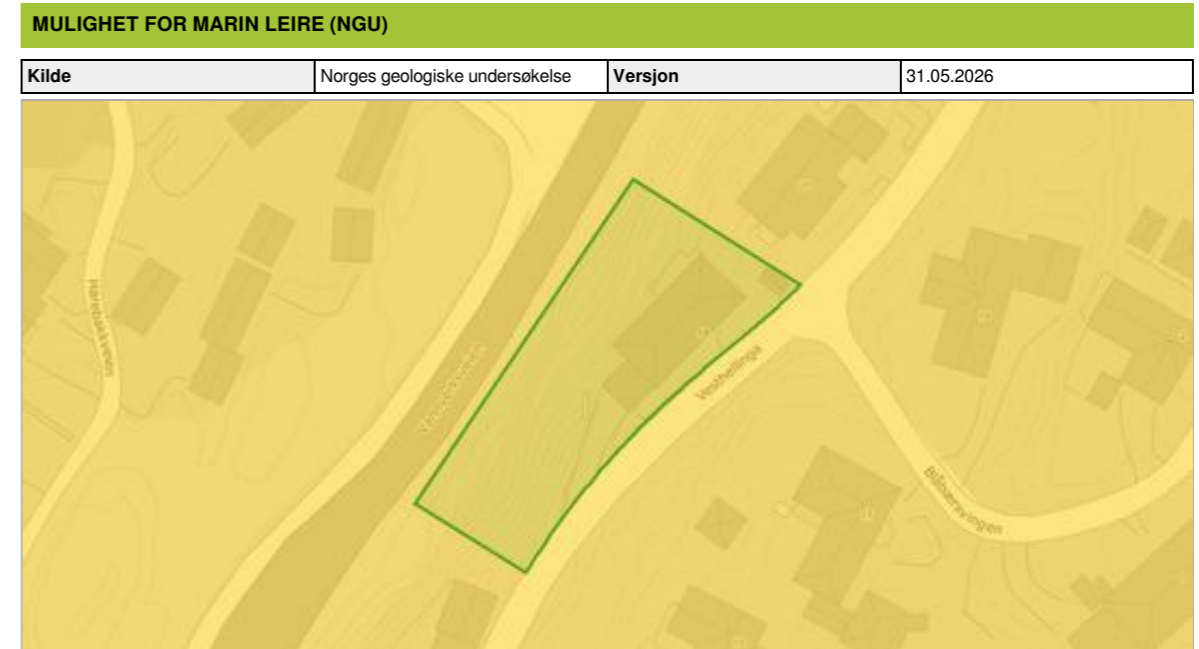 MULIGHET FOR MARIN LEIRE (NGU)
Kilde Norges geologiske undersøkelse Versjon 31.05.2026
Vesthellinga